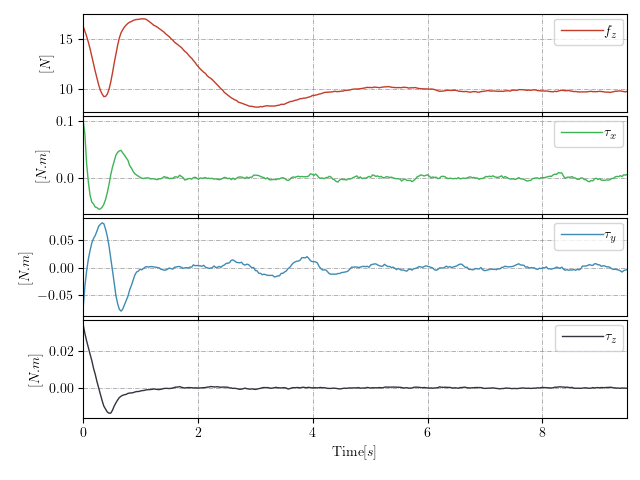 [N]
15
10
f_z
[N.m]
0.1
0.0
τ_x
[N.m]
0.05
0.00
−0.05
τ_y
[N.m]
0.02
0.00
τ_z
0 2 4 6 8
Time[s]